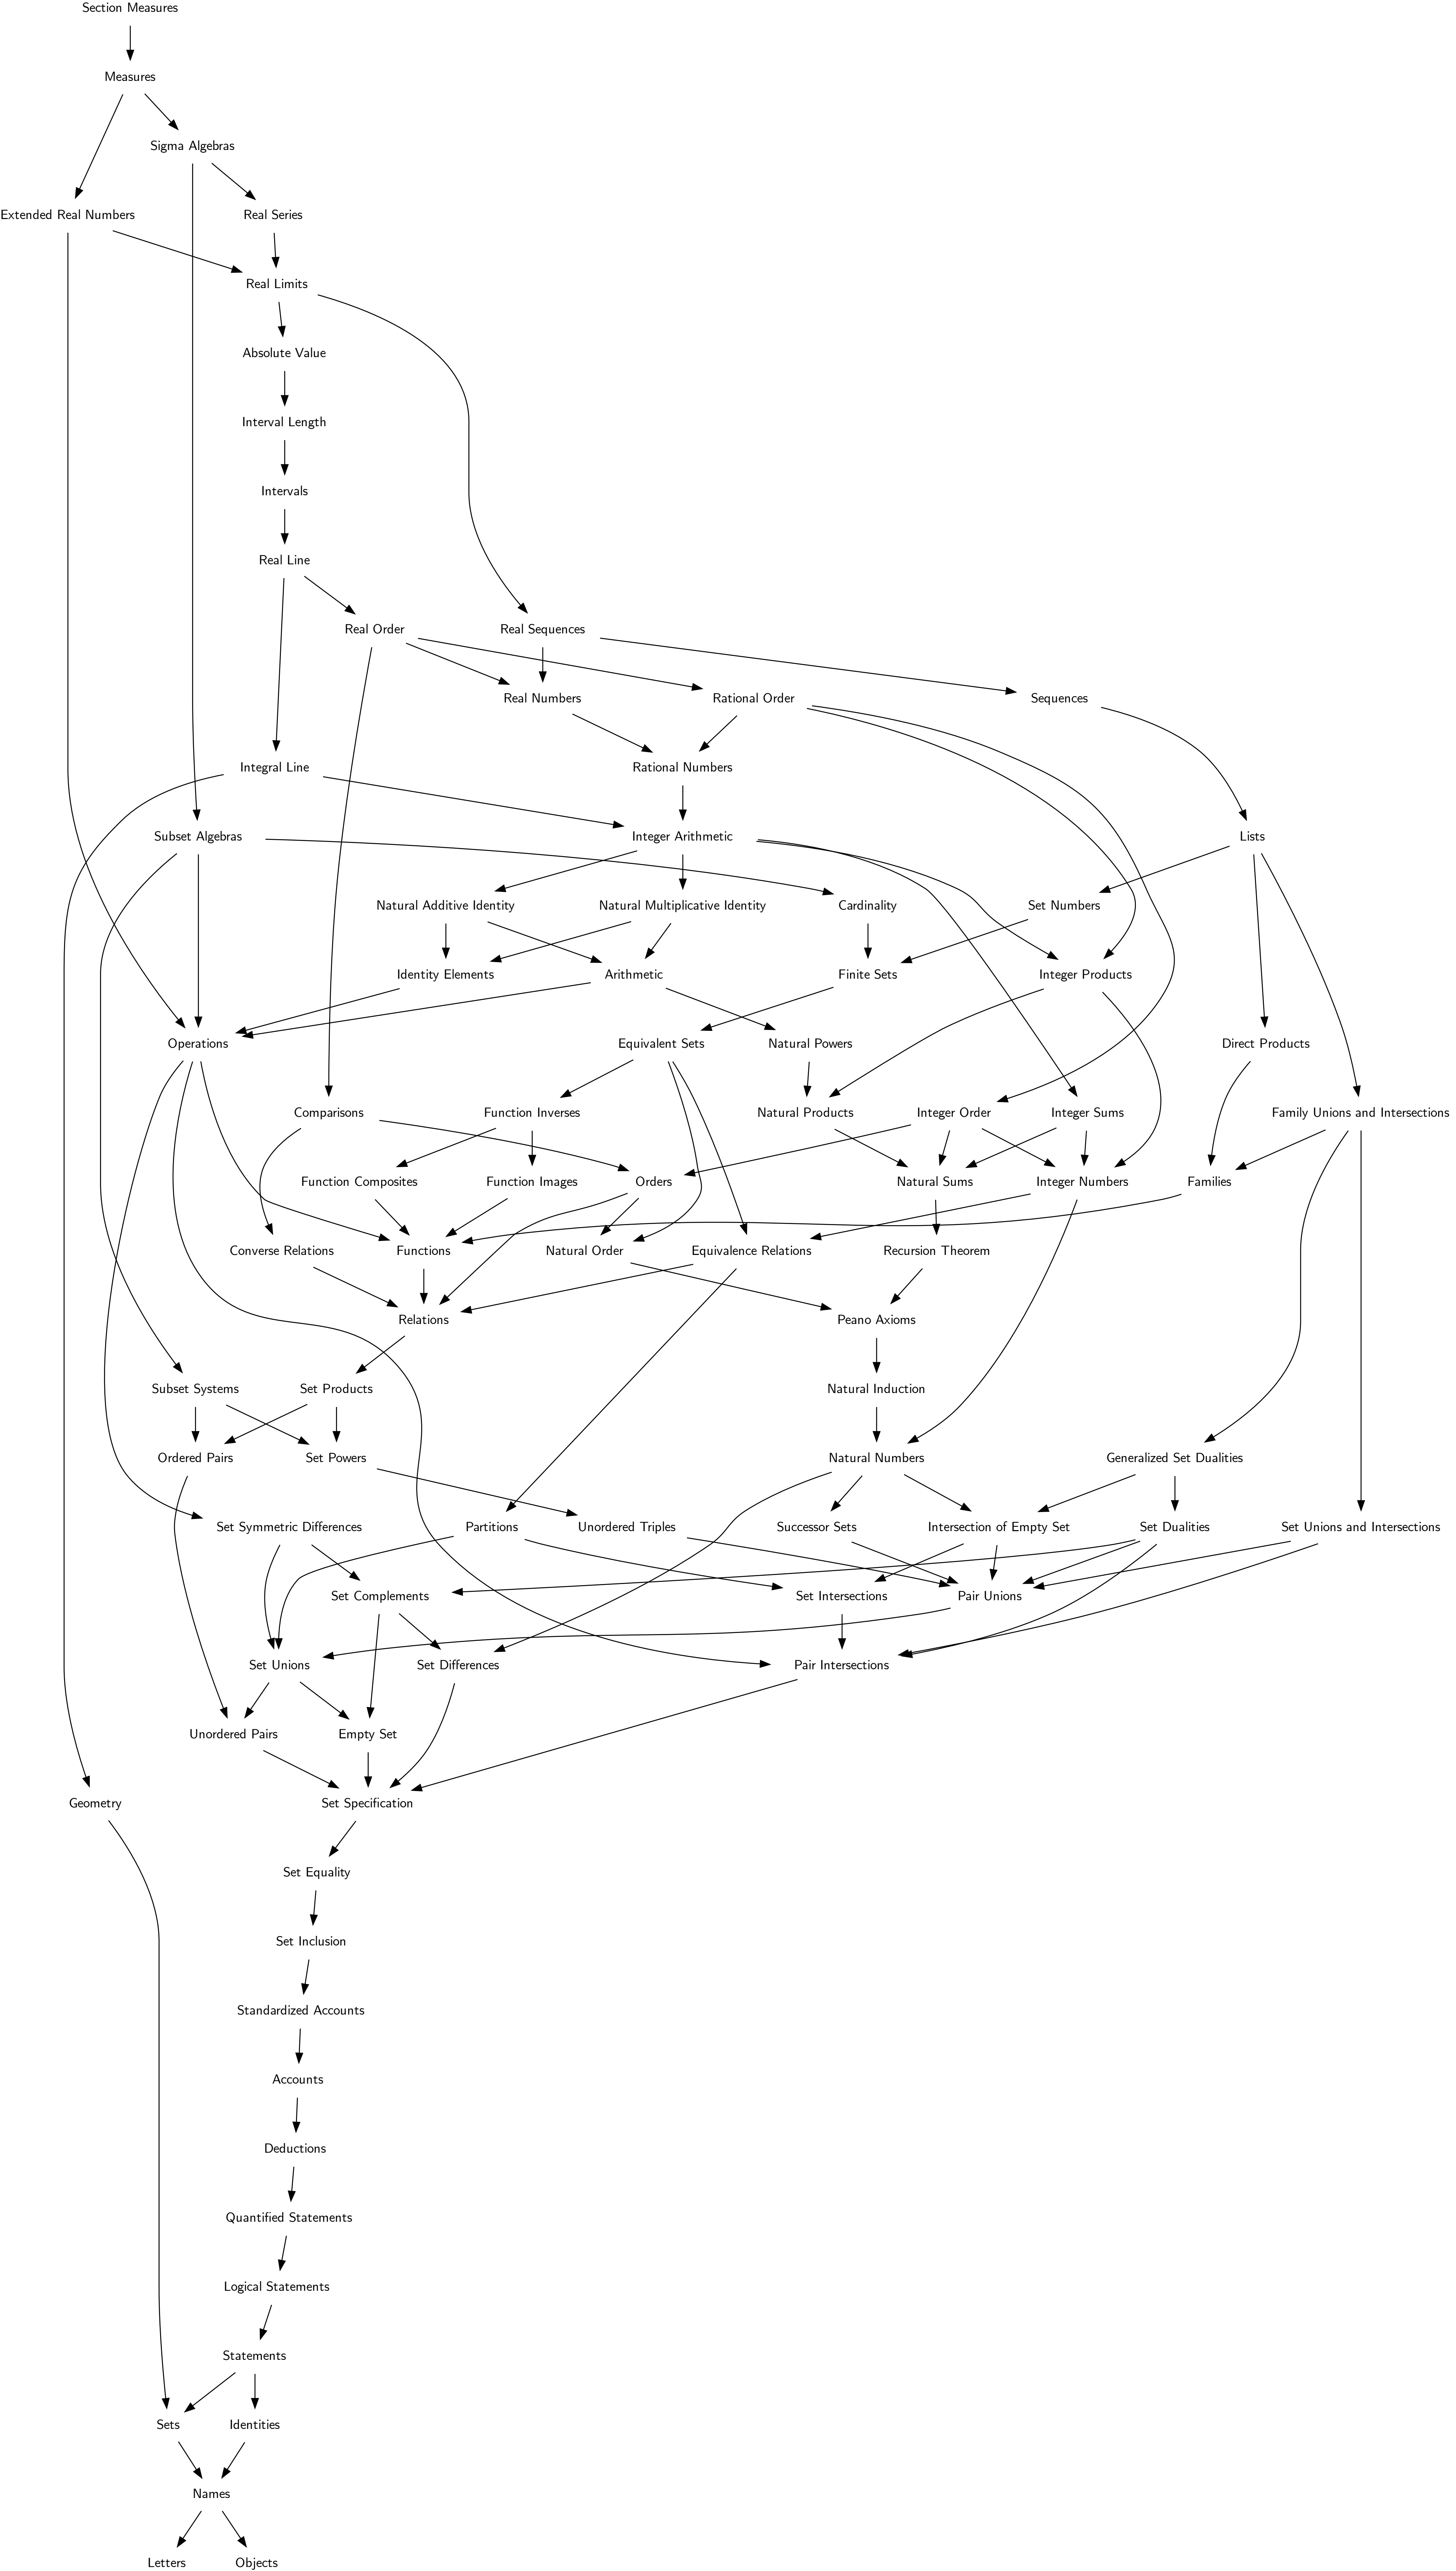 Section Measures
Measures
Sigma Algebras
Extended Real Numbers
Real Series
Real Limits
Absolute Value
Interval Length
Intervals
Real Line
Real Order
Real Sequences
Real Numbers
Rational Order
Sequences
Integral Line
Rational Numbers
Subset Algebras
Integer Arithmetic
Lists
Natural Additive Identity
Natural Multiplicative Identity
Cardinality
Set Numbers
Identity Elements
Arithmetic
Finite Sets
Integer Products
Operations
Equivalent Sets
Natural Powers
Direct Products
Comparisons
Function Inverses
Natural Products
Integer Order
Integer Sums
Family Unions and Intersections
Function Composites
Function Images
Orders
Natural Sums
Integer Numbers
Families
Converse Relations
Functions
Natural Order
Equivalence Relations
Recursion Theorem
Relations
Peano Axioms
Subset Systems
Set Products
Natural Induction
Ordered Pairs
Set Powers
Natural Numbers
Generalized Set Dualities
Set Symmetric Differences
Partitions
Unordered Triples
Successor Sets
Intersection of Empty Set
Set Dualities
Set Unions and Intersections
Set Complements
Set Intersections
Pair Unions
Set Unions
Set Differences
Pair Intersections
Unordered Pairs
Empty Set
Geometry
Set Specification
Set Equality
Set Inclusion
Standardized Accounts
Accounts
Deductions
Quantified Statements
Logical Statements
Statements
Sets
Identities
Names
Letters
Objects